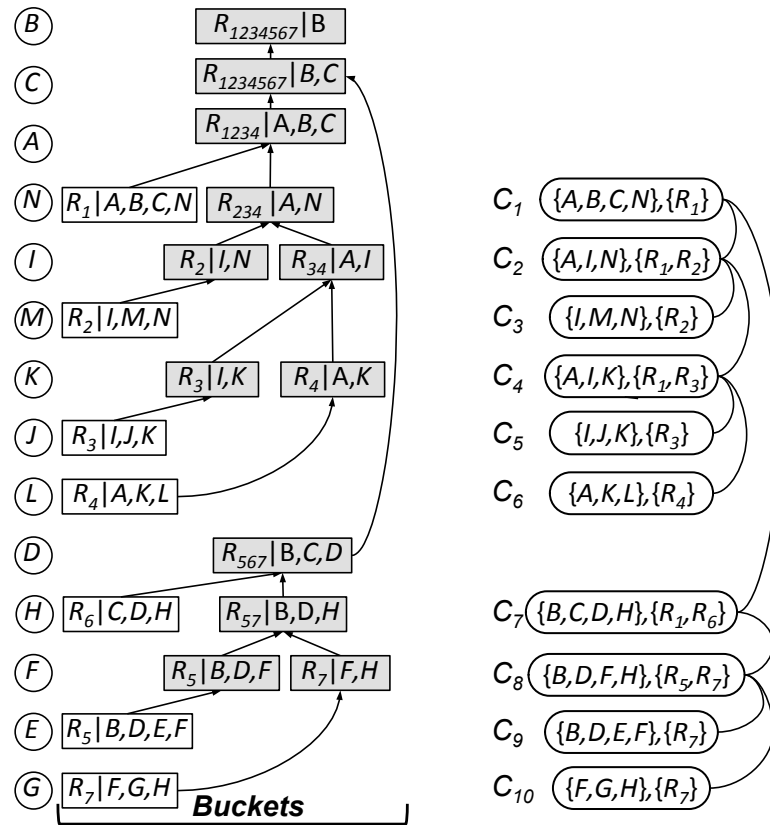 B R1234567|B
C R1234567|B,C
A R1234|A,B,C
N R1|A,B,C,N R234|A,N C1 {A,B,C,N},{R1}
I R2|I,N R34|A,I C2 {A,I,N},{R1,R2}
M R2|I,M,N C3 {I,M,N},{R2}
K R3|I,K R4|A,K C4 {A,I,K},{R1,R3}
J R3|I,J,K C5 {I,J,K},{R3}
L R4|A,K,L C6 {A,K,L},{R4}
D R567|B,C,D
H R6|C,D,H R57|B,D,H C7 {B,C,D,H},{R1,R6}
F R5|B,D,F R7|F,H C8 {B,D,F,H},{R5,R7}
E R5|B,D,E,F C9 {B,D,E,F},{R7}
G R7|F,G,H C10 {F,G,H},{R7}
Buckets